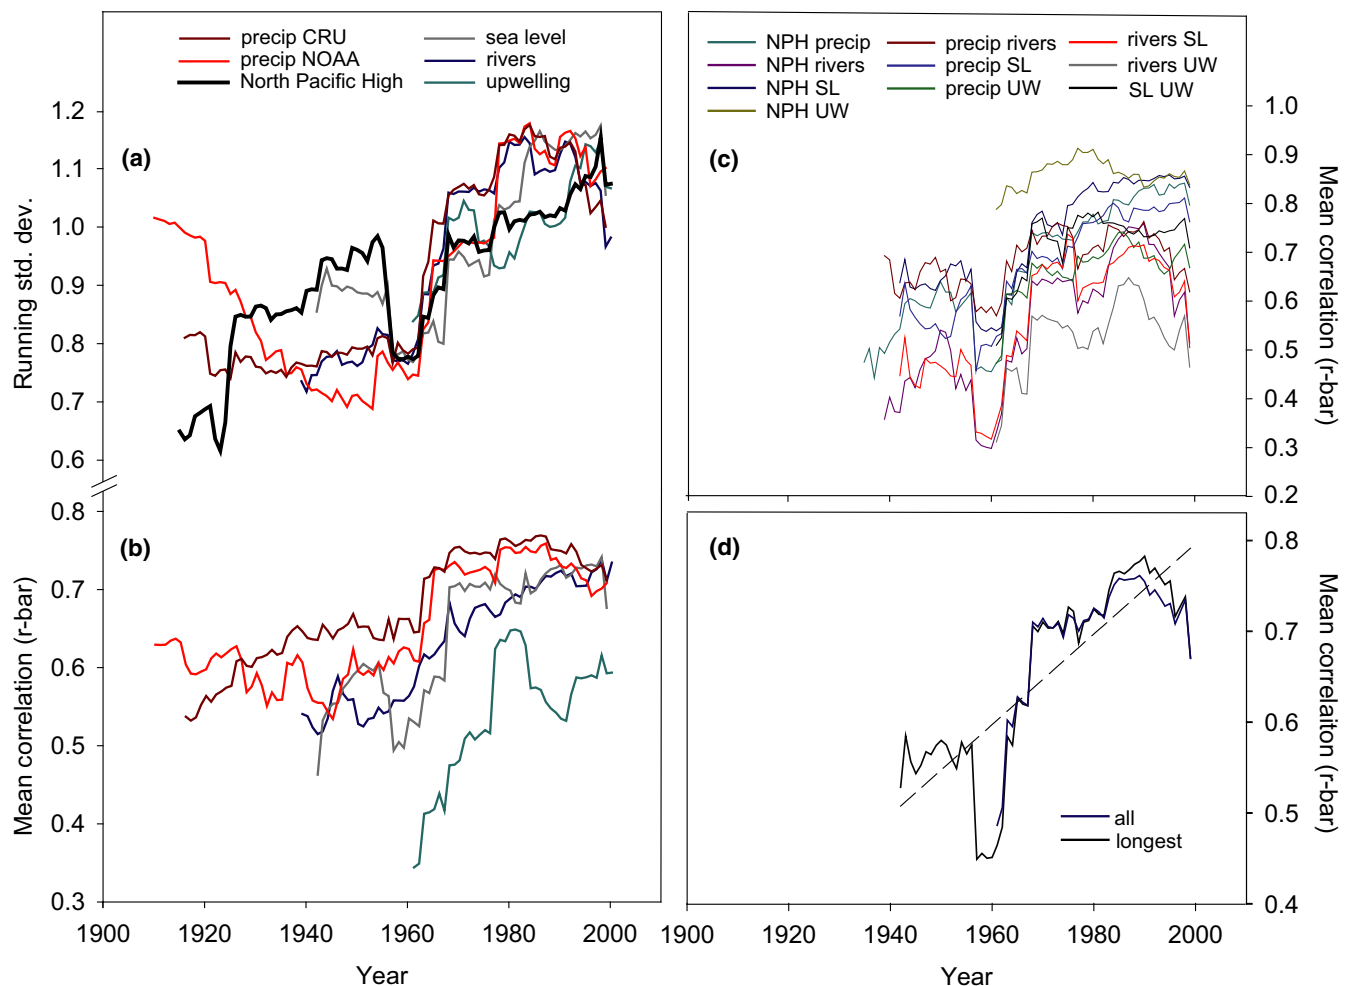 precip CRU
precip NOAA
North Pacific High
sea level
rivers
upwelling
(a)
Running std. dev.
1.2
1.1
1.0
0.9
0.8
0.7
0.6
(b)
Mean correlation (r-bar)
0.8
0.7
0.6
0.5
0.4
0.3
1900
1920
1940
1960
1980
2000
Year
NPH precip
NPH rivers
NPH SL
NPH UW
precip rivers
precip SL
precip UW
rivers SL
rivers UW
SL UW
(c)
1.0
0.9
0.8
0.7
0.6
0.5
0.4
0.3
0.2
Mean correlation (r-bar)
(d)
0.8
0.7
0.6
0.5
0.4
Mean correlaiton (r-bar)
all
longest
1900
1920
1940
1960
1980
2000
Year